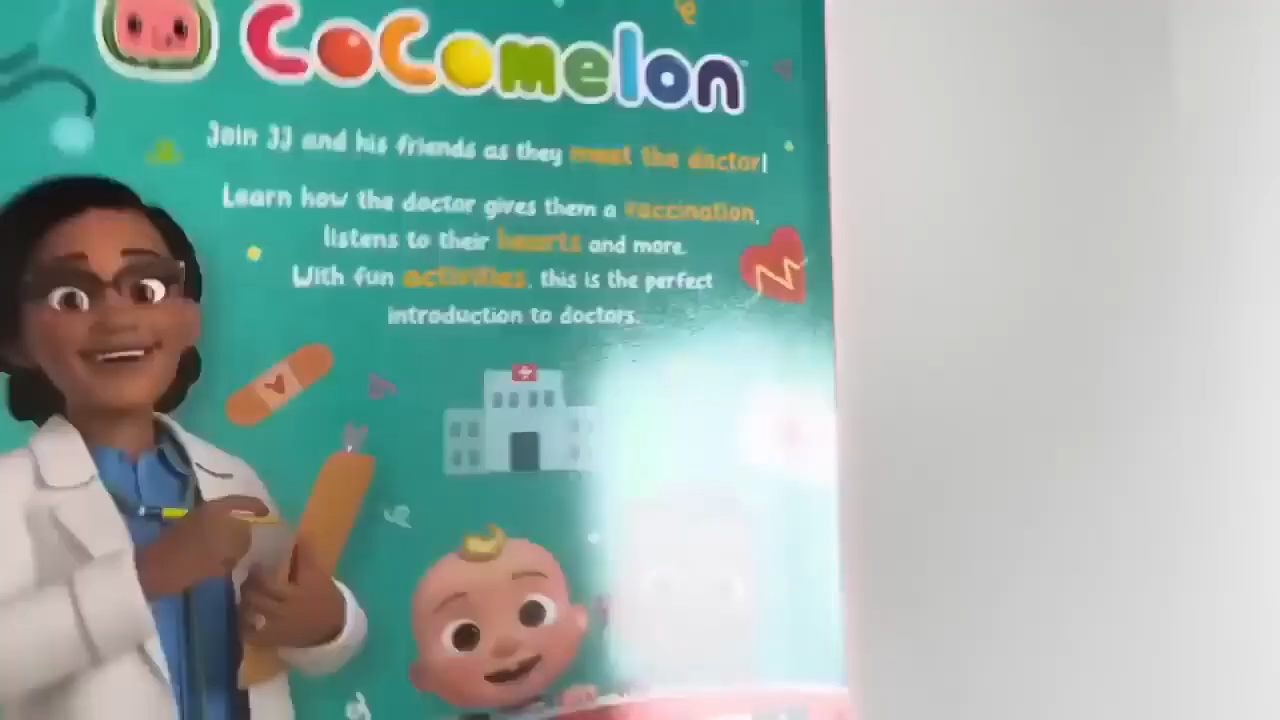 CoComelon™
Join JJ and his friends as they meet the doctor!
Learn how the doctor gives them a vaccination,
listens to their hearts and more.
With fun activities, this is the perfect
introduction to doctors.